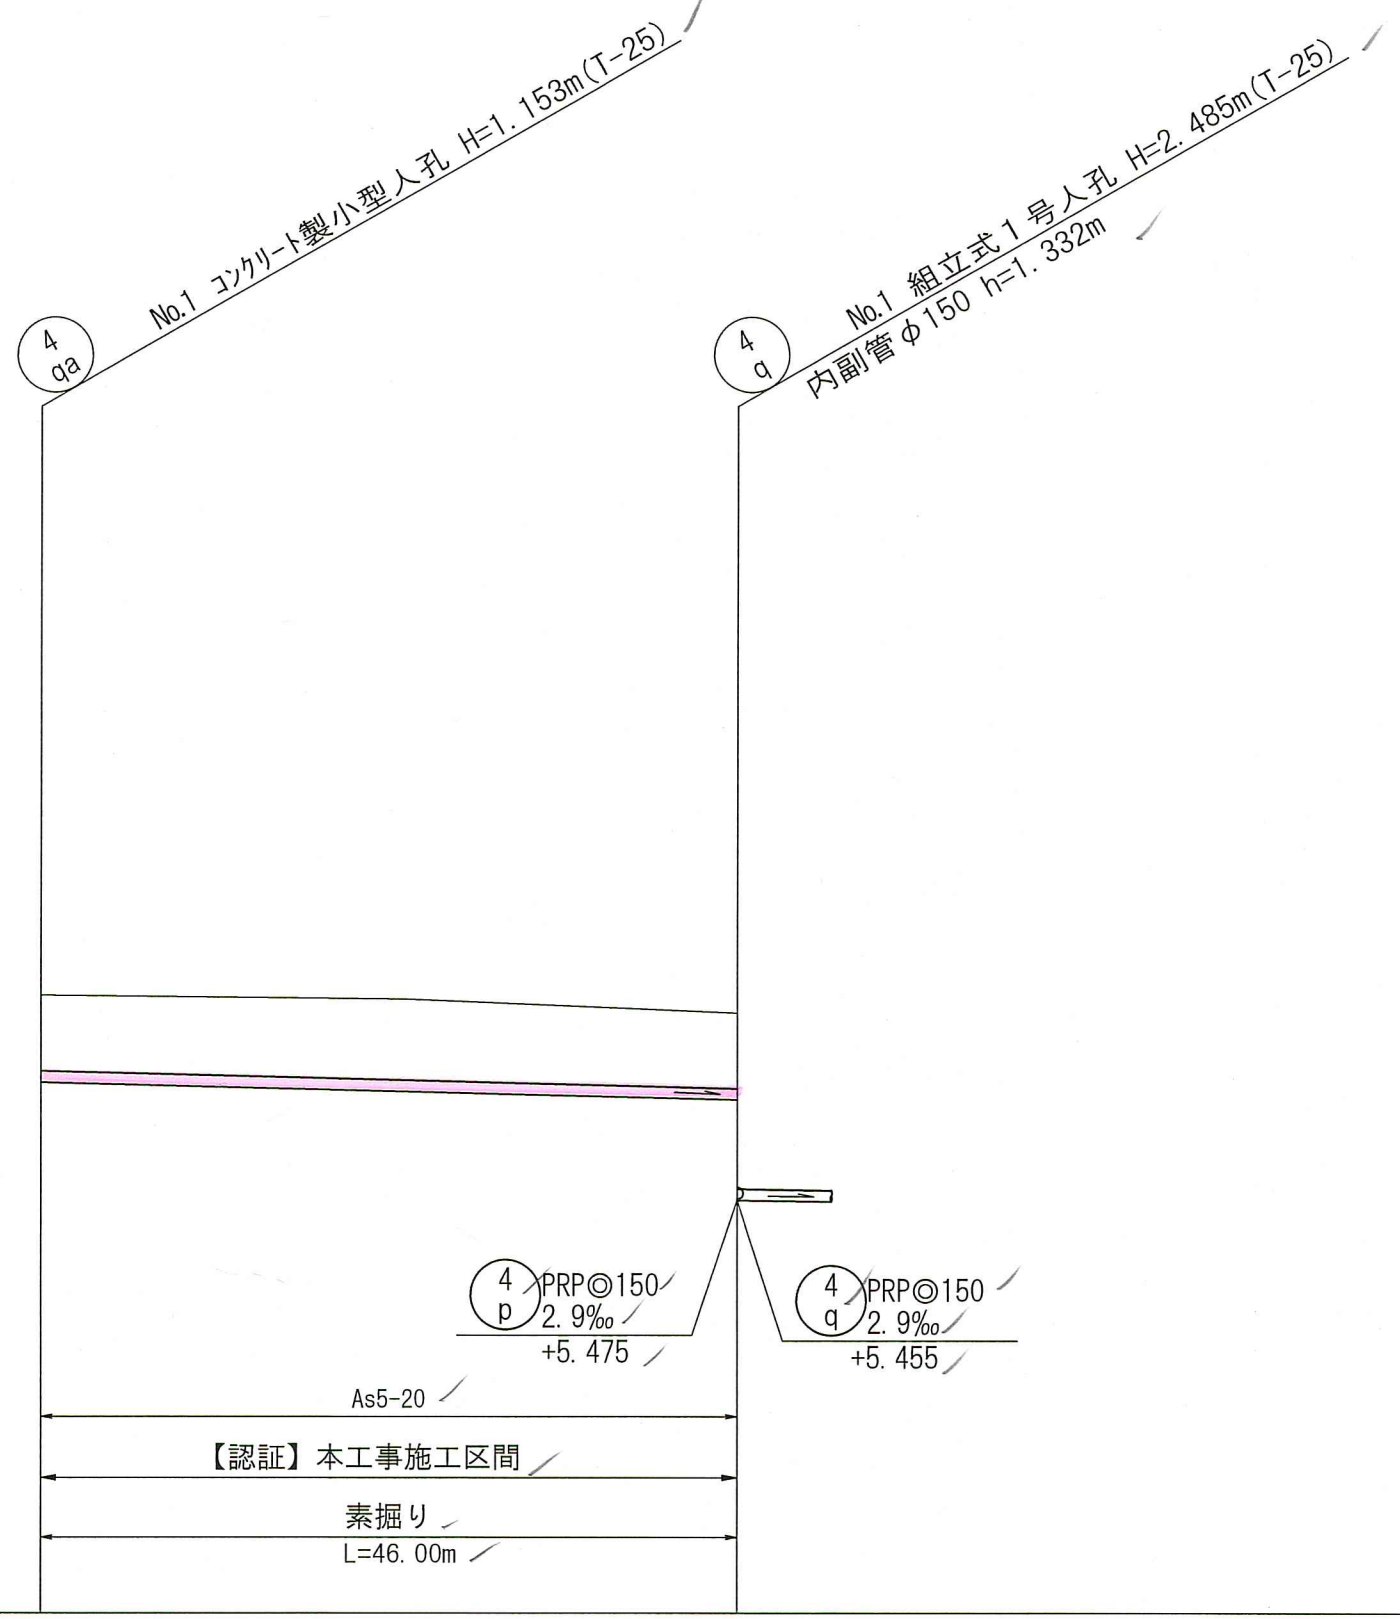 No.1 コンクリート製小型人孔 H=1.153m(T-25)
4
qa
No.1 組立式1号人孔 H=2.485m(T-25)
内副管φ150 h=1.332m
4
q
4
p
PRP◎150
2.9‰
+5.475
4
q
PRP◎150
2.9‰
+5.455
As5-20
【認証】本工事施工区間
素掘り
L=46.00m